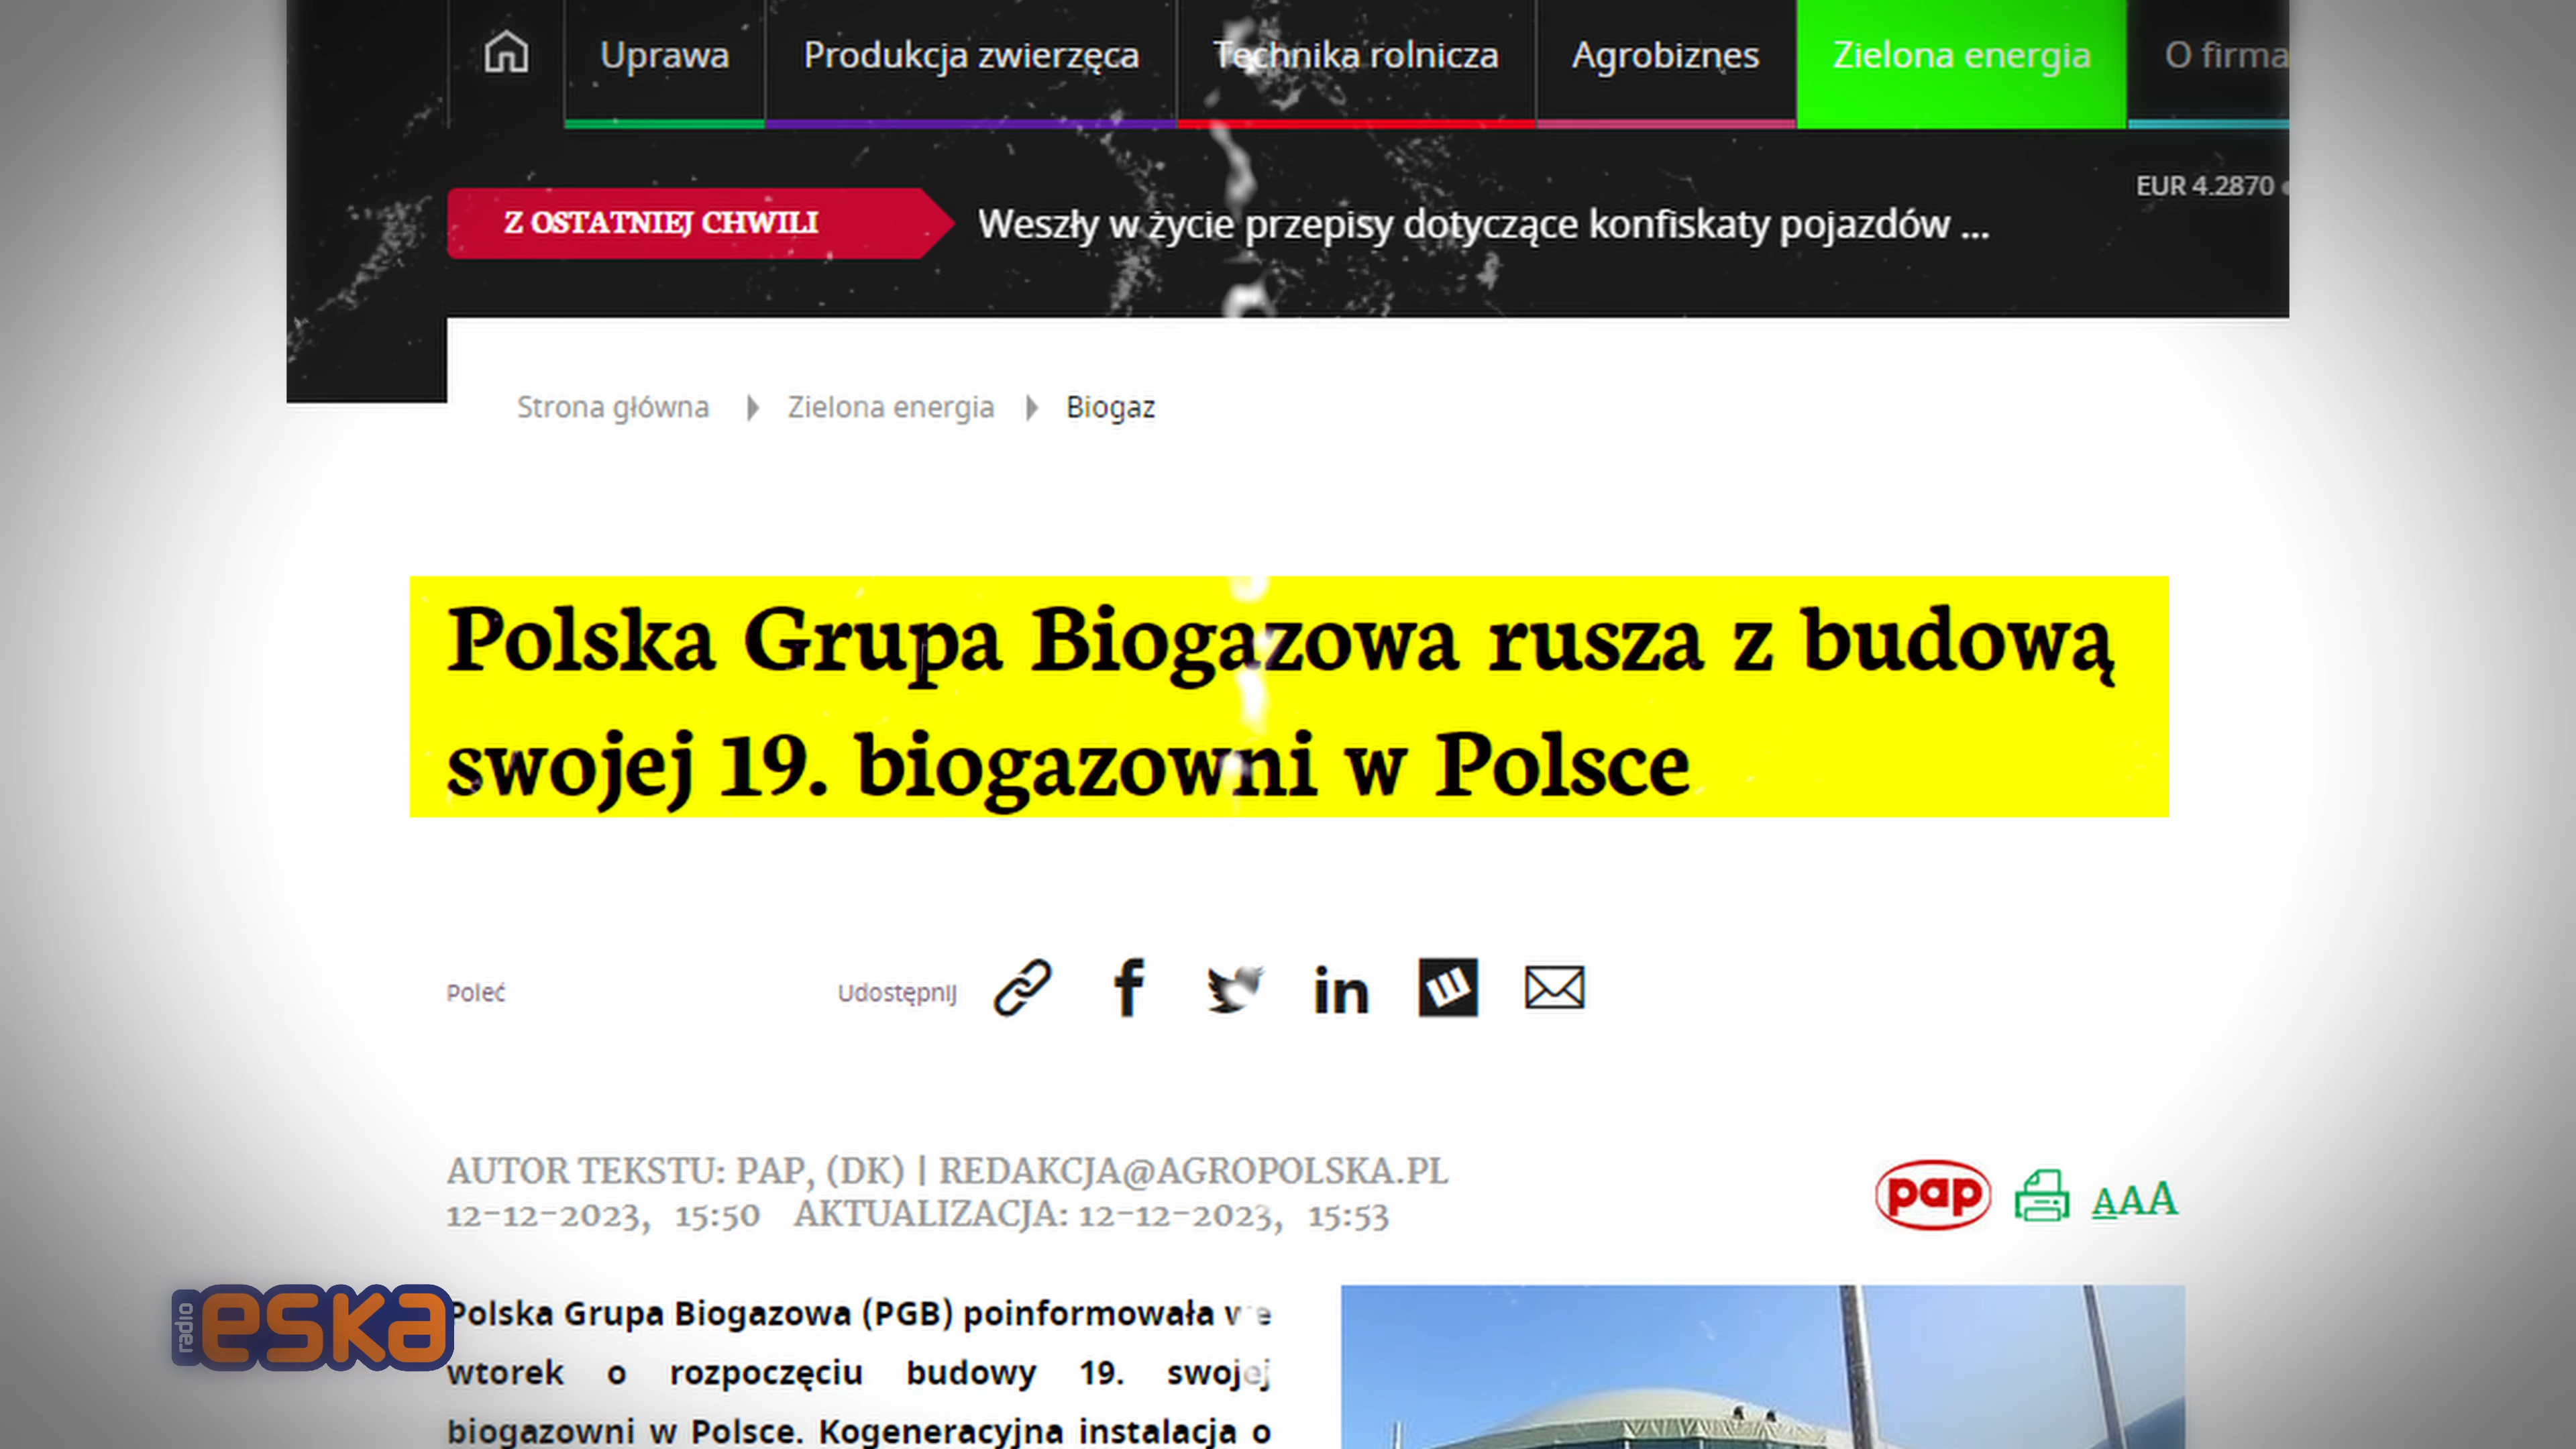 Uprawa
Produkcja zwierzęca
Technika rolnicza
Agrobiznes
Zielona energia
O firma
EUR 4.2870
Z OSTATNIEJ CHWILI
Weszły w życie przepisy dotyczące konfiskaty pojazdów ...
Strona główna
Zielona energia
Biogaz
Polska Grupa Biogazowa rusza z budową
swojej 19. biogazowni w Polsce
Poleć
Udostępnij
AUTOR TEKSTU: PAP, (DK) | REDAKCJA@AGROPOLSKA.PL
12-12-2023, 15:50 AKTUALIZACJA: 12-12-2023, 15:53
pap
AAA
Polska Grupa Biogazowa (PGB) poinformowała we
wtorek o rozpoczęciu budowy 19. swojej
biogazowni w Polsce. Kogeneracyjna instalacja o
radio eska